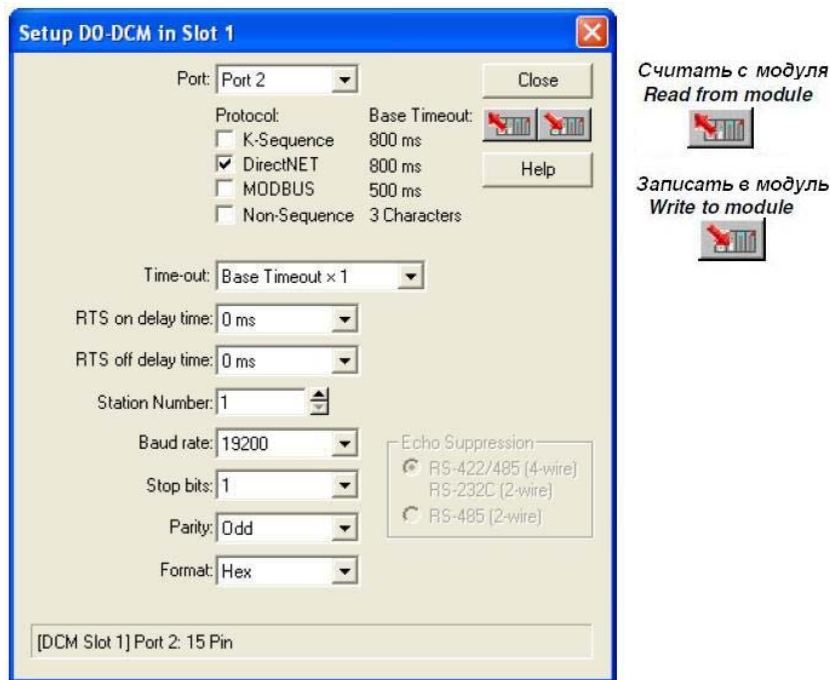 Setup D0-DCM in Slot 1
Port: Port 2
Close
Protocol: Base Timeout:
K-Sequence 800 ms
DirectNET 800 ms
MODBUS 500 ms
Non-Sequence 3 Characters
Help
Time-out: Base Timeout × 1
RTS on delay time: 0 ms
RTS off delay time: 0 ms
Station Number: 1
Baud rate: 19200
Stop bits: 1
Parity: Odd
Format: Hex
Echo Suppression
RS-422/485 (4-wire)
RS-232C (2-wire)
RS-485 (2-wire)
[DCM Slot 1] Port 2: 15 Pin
Считать с модуля
Read from module
Записать в модуль
Write to module